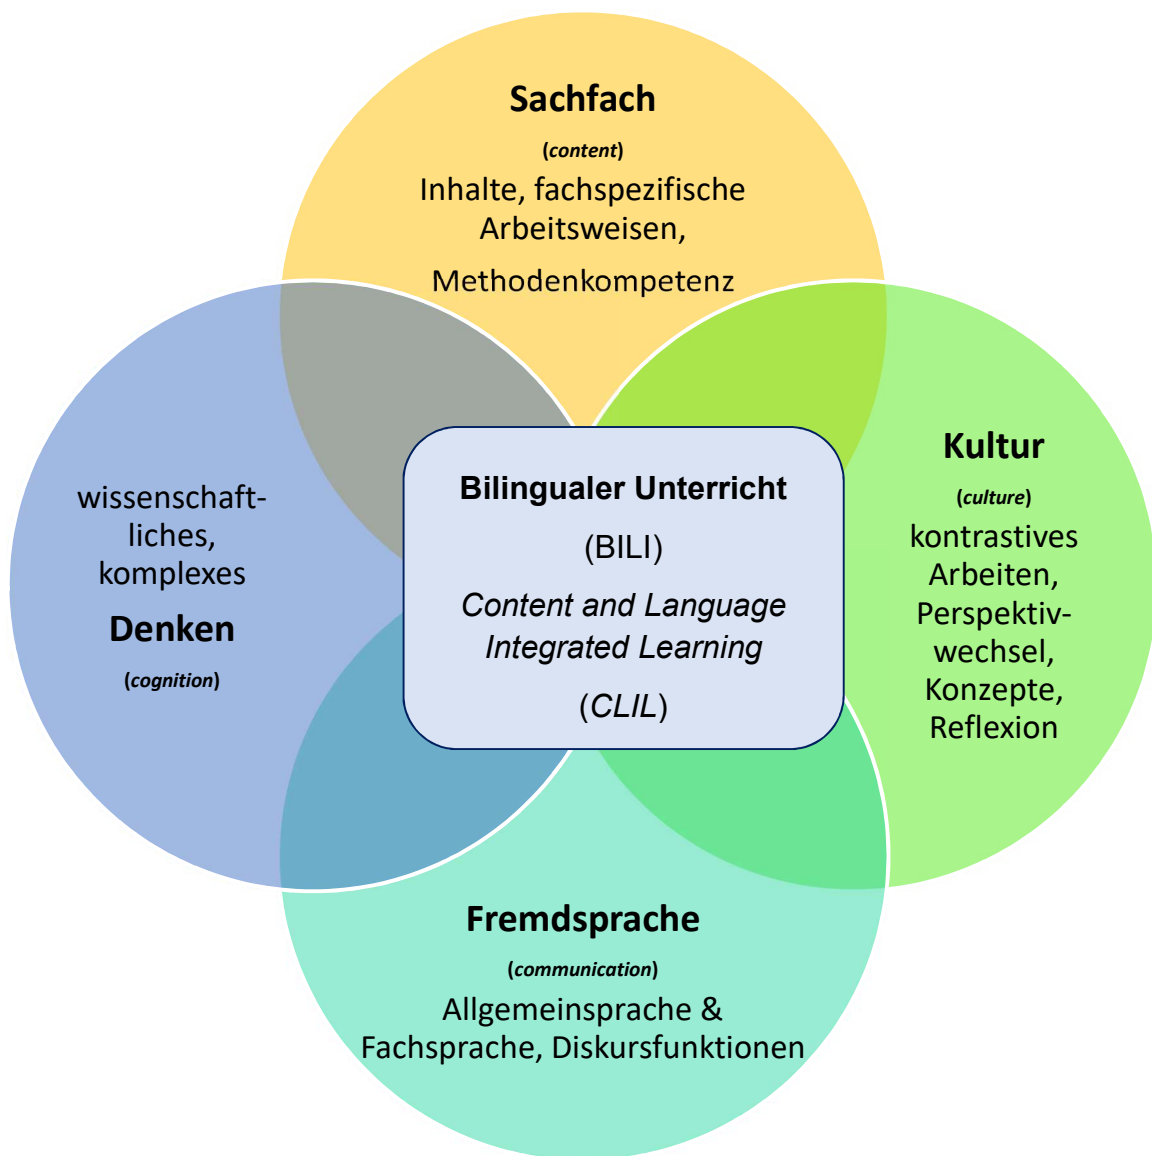 Sachfach
(content)
Inhalte, fachspezifische
Arbeitsweisen,
Methodenkompetenz
wissenschaft-
liches,
komplexes
Denken
(cognition)
Bilingualer Unterricht
(BILI)
Content and Language
Integrated Learning
(CLIL)
Kultur
(culture)
kontrastives
Arbeiten,
Perspektiv-
wechsel,
Konzepte,
Reflexion
Fremdsprache
(communication)
Allgemeinsprache &
Fachsprache, Diskursfunktionen